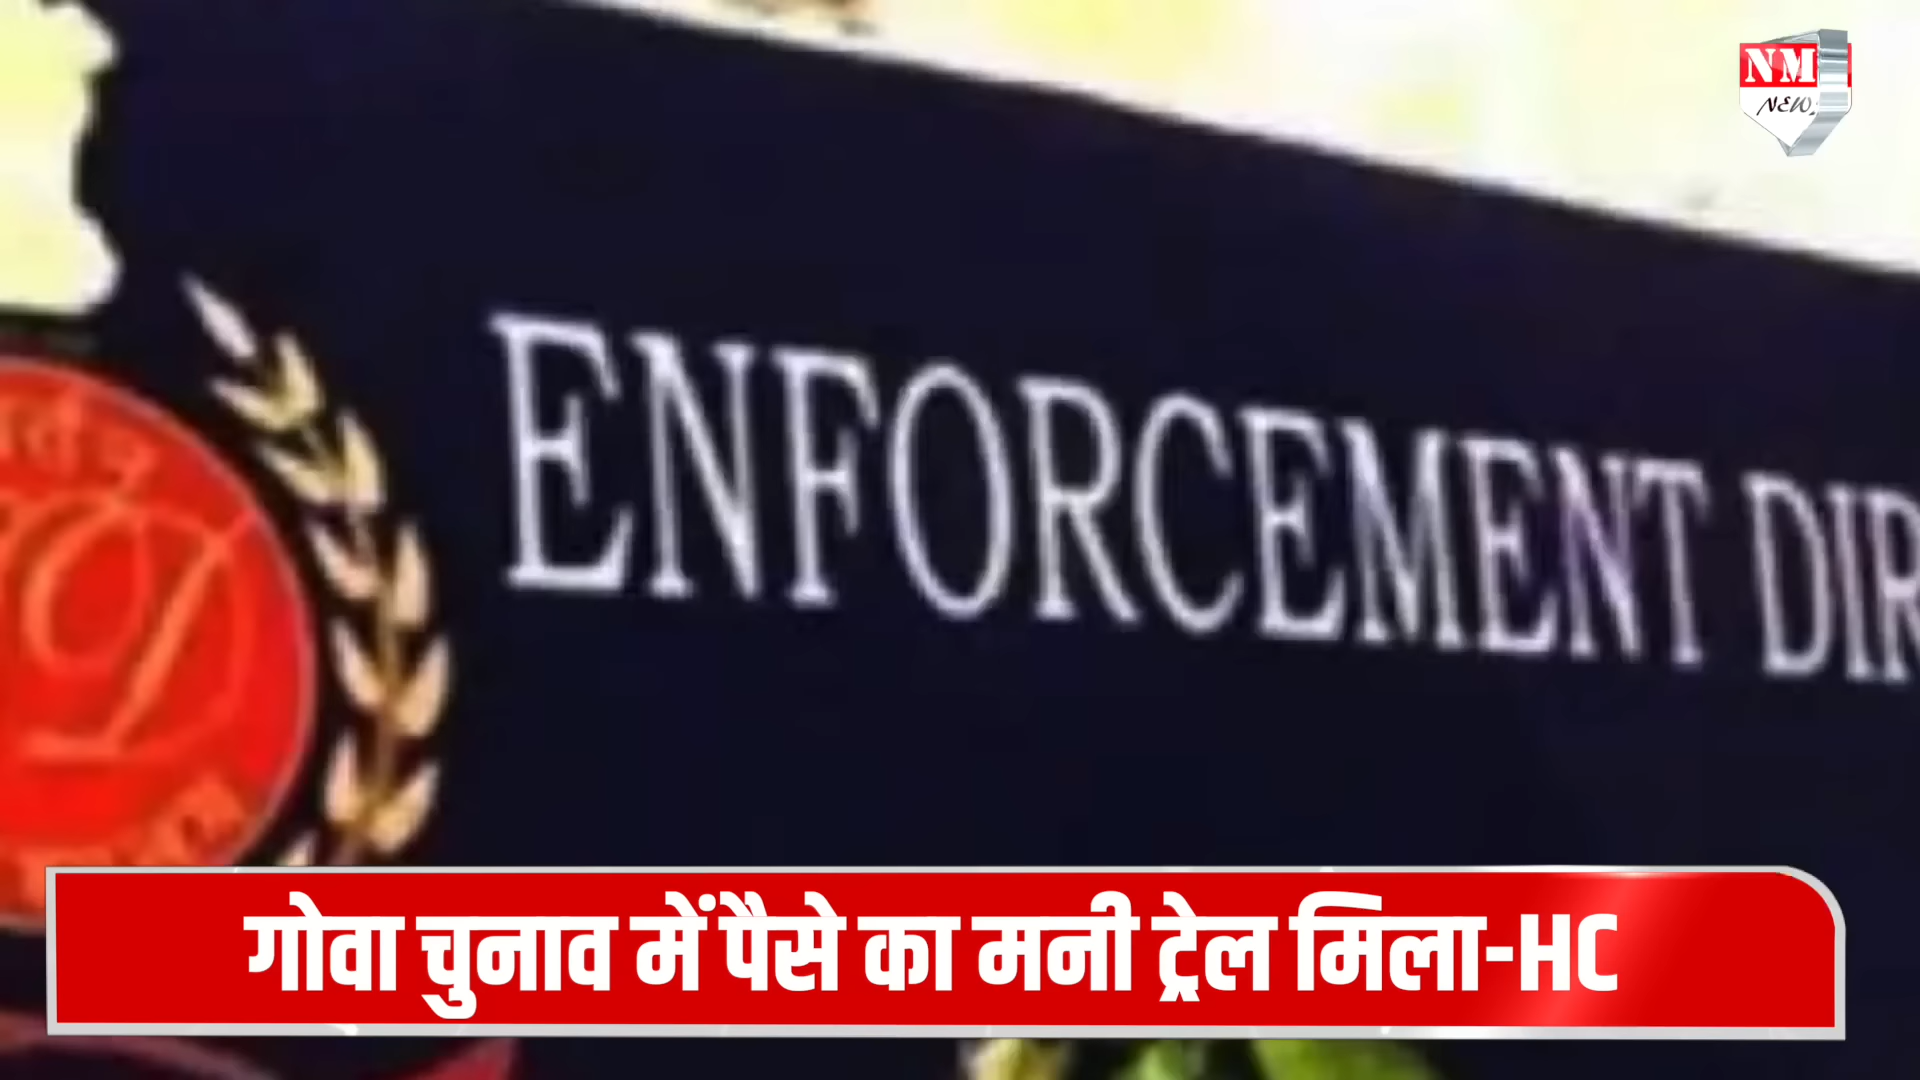 NM
NEWS
ENFORCEMENT DIR
गोवा चुनाव में पैसे का मनी ट्रेल मिला-HC